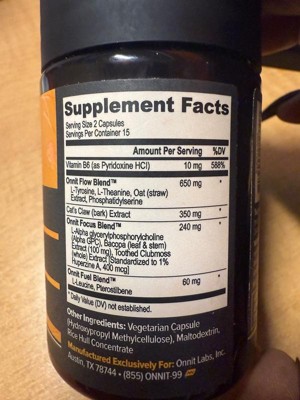 Supplement Facts
Serving Size 2 Capsules
Servings Per Container 15
Amount Per Serving %DV
Vitamin B6 (as Pyridoxine HCl) 10 mg 588%
Onnit Flow Blend™ 650 mg *
L-Tyrosine, L-Theanine, Oat (straw)
Extract, Phosphatidylserine
Cat's Claw (bark) Extract 350 mg *
Onnit Focus Blend™ 240 mg *
L-Alpha glycerylphosphorylcholine
[Alpha GPC], Bacopa (leaf & stem)
Extract (100 mg), Toothed Clubmoss
(whole) Extract [Standardized to 1%
Huperzine A, 400 mcg]
Onnit Fuel Blend™ 60 mg *
L-Leucine, Pterostilbene
*Daily Value (DV) not established.
Other Ingredients: Vegetarian Capsule
(Hydroxypropyl Methylcellulose), Maltodextrin,
Rice Hull Concentrate
Manufactured Exclusively For: Onnit Labs, Inc.
Austin, TX 78744 • (855) ONNIT-99